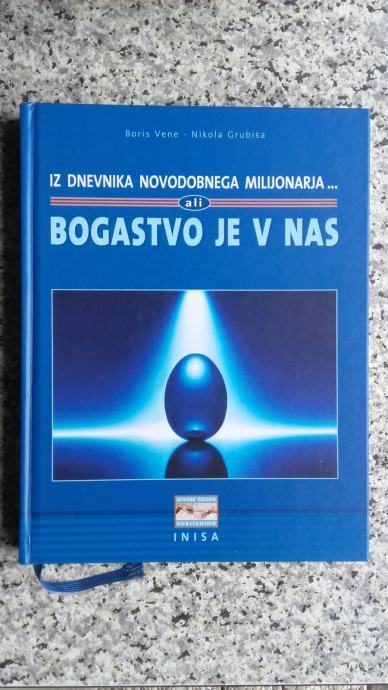 Boris Vene - Nikola Grubiša
IZ DNEVNIKA NOVODOBNEGA MILIJONARJA ...
ali
BOGASTVO JE V NAS
DIVINE TOUCH
PUBLISHING
INISA